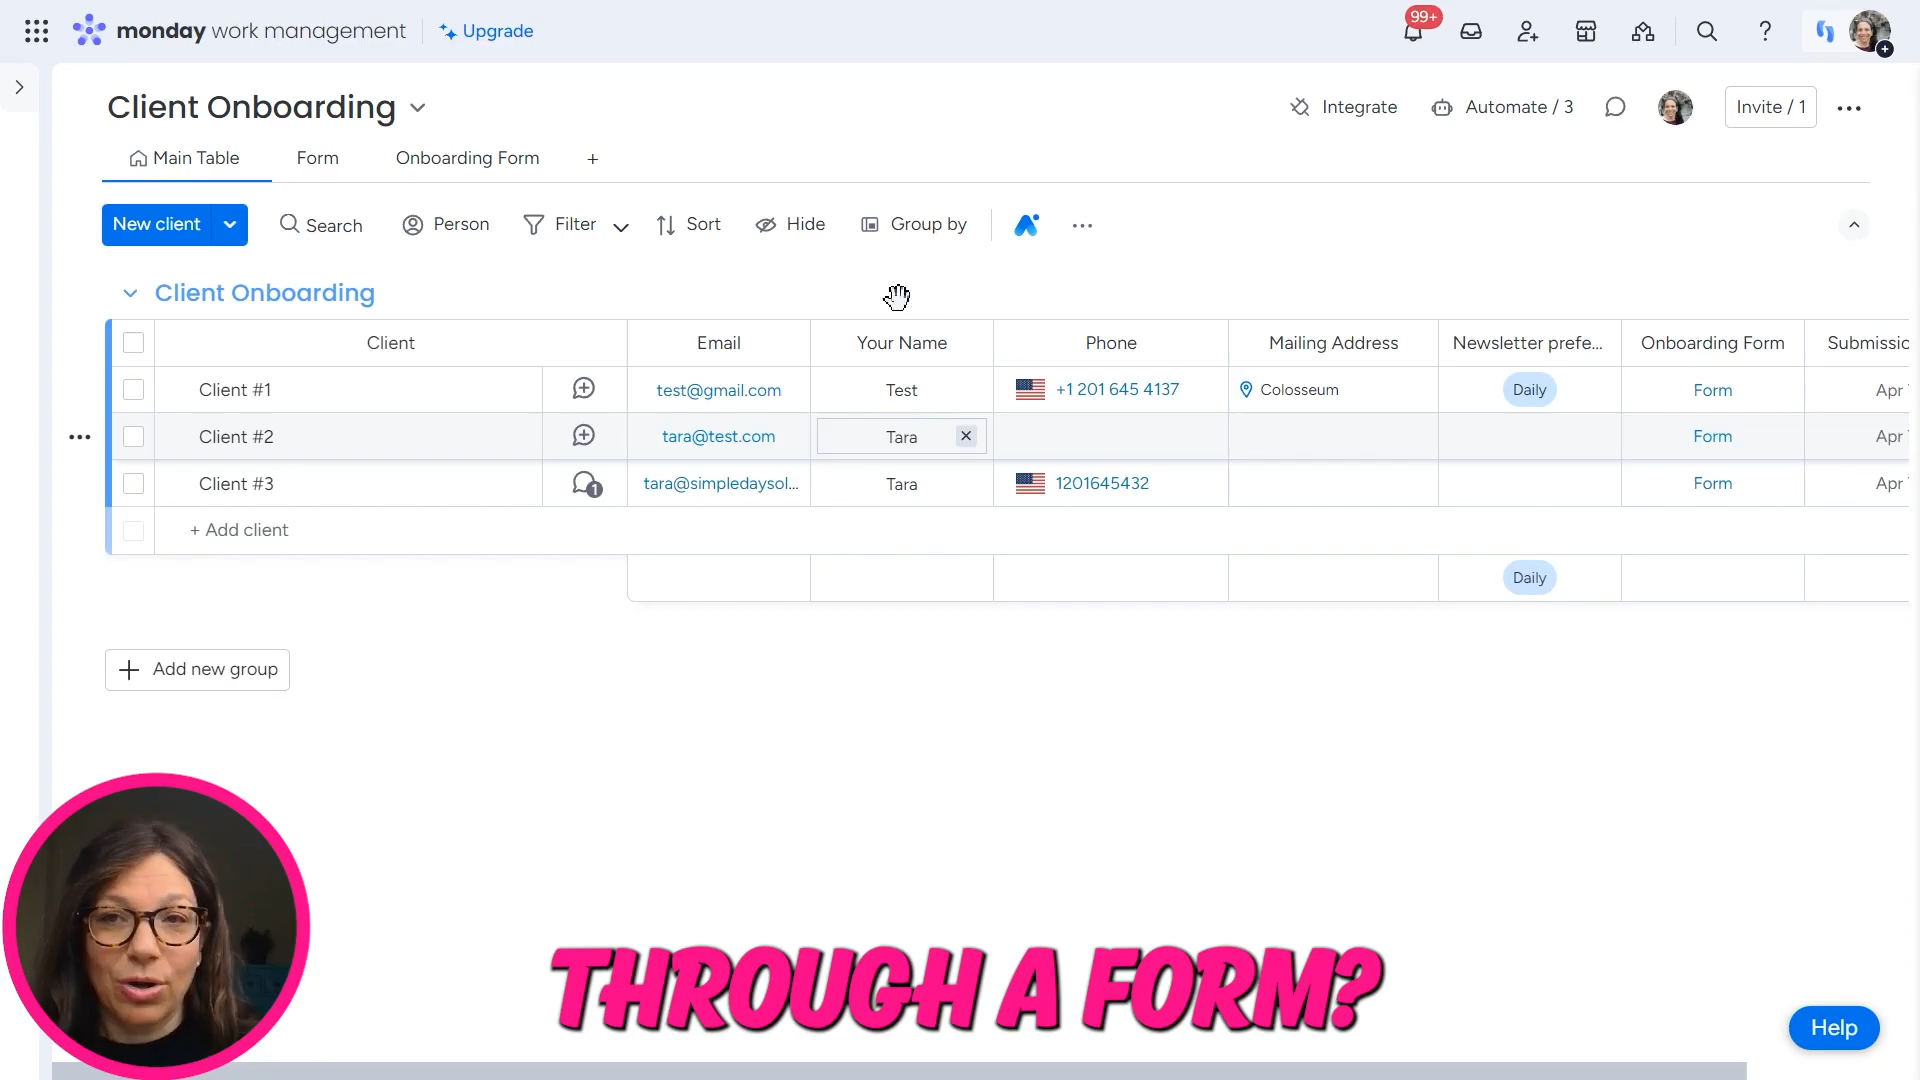 monday work management
Upgrade
99+
Client Onboarding
Integrate
Automate / 3
Invite / 1
Main Table
Form
Onboarding Form
+
New client
Search
Person
Filter
Sort
Hide
Group by
Client Onboarding
Client Email Your Name Phone Mailing Address Newsletter prefe... Onboarding Form Submissio
Client #1 test@gmail.com Test +1 201 645 4137 Colosseum Daily Form Apr
Client #2 tara@test.com Tara Form Apr
Client #3 1 tara@simpledaysol... Tara 1201645432 Form Apr
+ Add client
Daily
Add new group
THROUGH A FORM?
Help